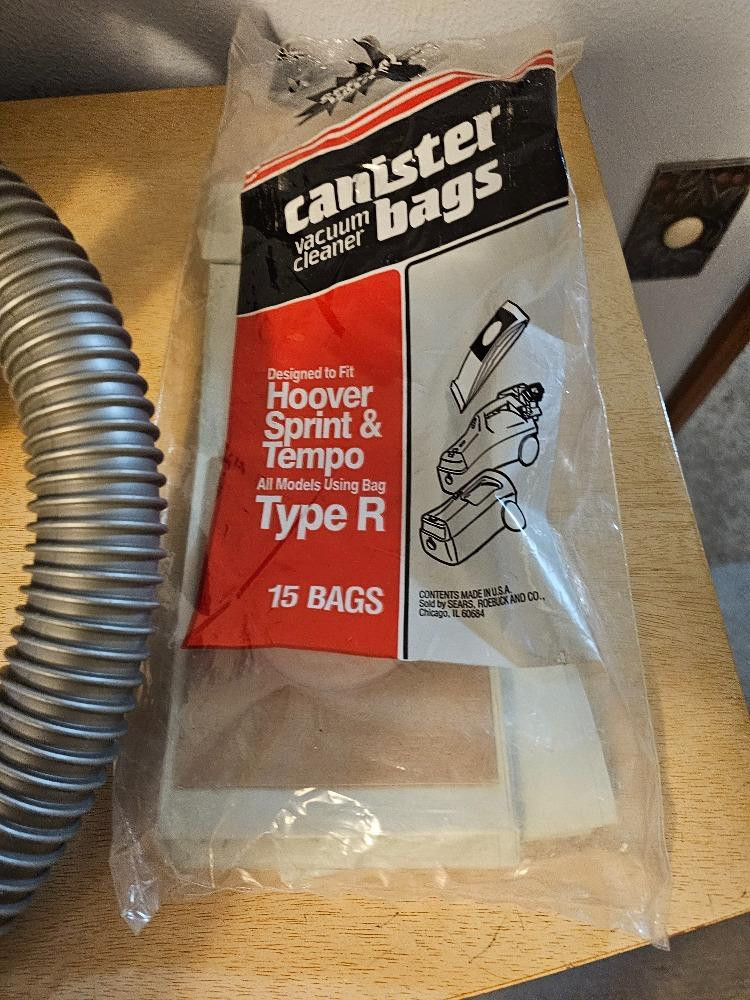 canister
vacuum
cleaner
bags
Designed to Fit
Hoover
Sprint &
Tempo
All Models Using Bag
Type R
15 BAGS
CONTENTS MADE IN U.S.A.
Sold by SEARS, ROEBUCK AND CO.,
Chicago, IL 60684